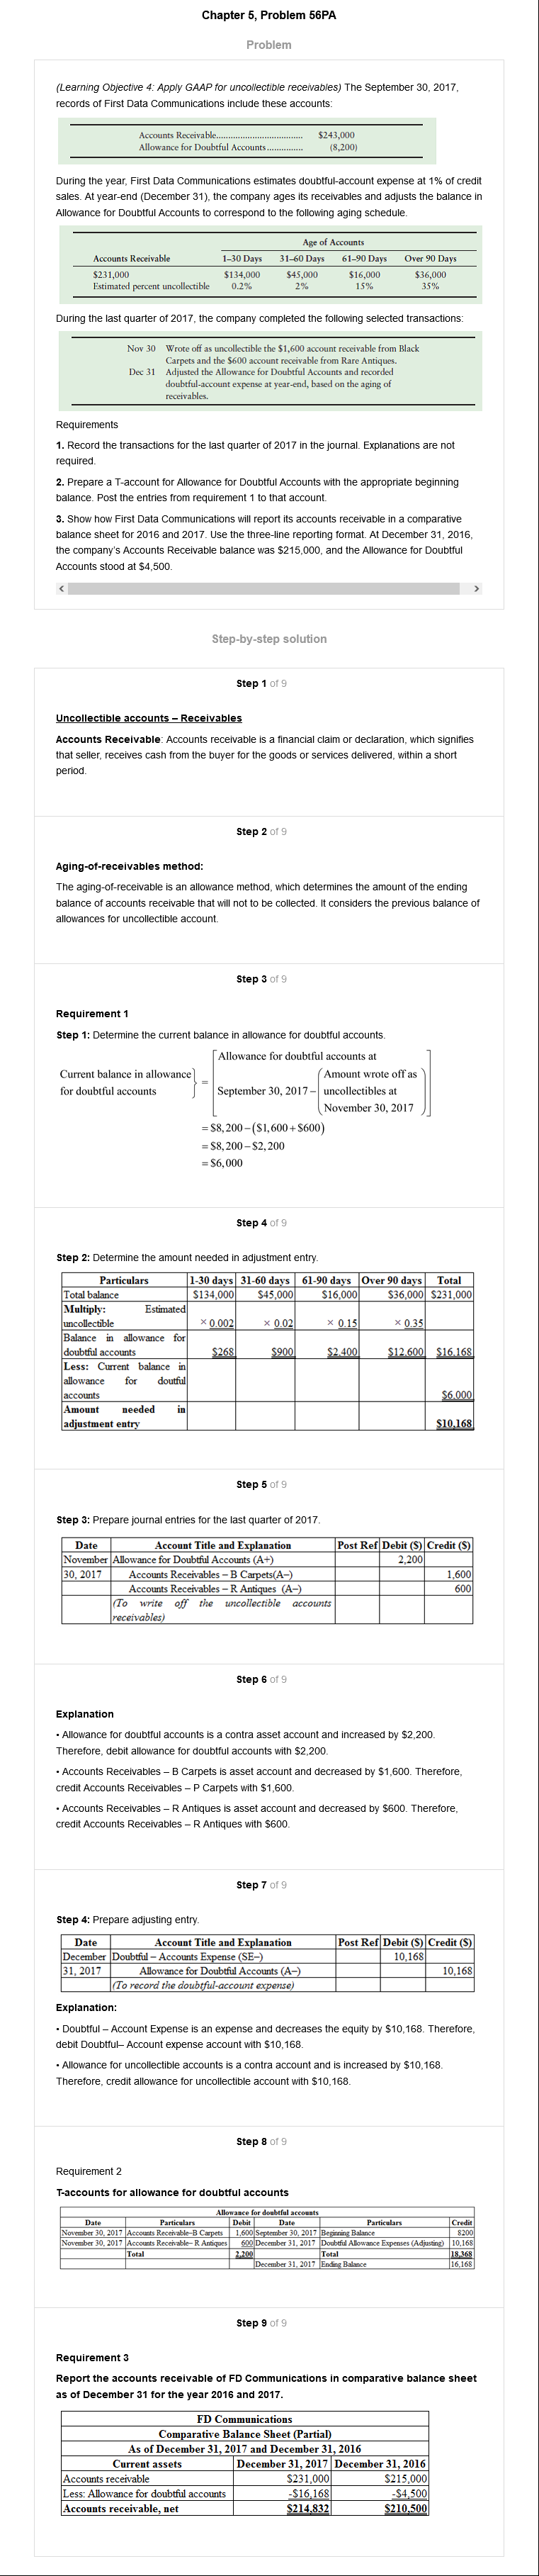 Chapter 5, Problem 56PA
Problem
(Learning Objective 4: Apply GAAP for uncollectible receivables) The September 30, 2017,
records of First Data Communications include these accounts:
Accounts Receivable.................................... $243,000
Allowance for Doubtful Accounts............... (8,200)
During the year, First Data Communications estimates doubtful-account expense at 1% of credit
sales. At year-end (December 31), the company ages its receivables and adjusts the balance in
Allowance for Doubtful Accounts to correspond to the following aging schedule.
Age of Accounts
Accounts Receivable 1–30 Days 31–60 Days 61–90 Days Over 90 Days
$231,000 $134,000 $45,000 $16,000 $36,000
Estimated percent uncollectible 0.2% 2% 15% 35%
During the last quarter of 2017, the company completed the following selected transactions:
Nov 30 Wrote off as uncollectible the $1,600 account receivable from Black
Carpets and the $600 account receivable from Rare Antiques.
Dec 31 Adjusted the Allowance for Doubtful Accounts and recorded
doubtful-account expense at year-end, based on the aging of
receivables.
Requirements
1. Record the transactions for the last quarter of 2017 in the journal. Explanations are not
required.
2. Prepare a T-account for Allowance for Doubtful Accounts with the appropriate beginning
balance. Post the entries from requirement 1 to that account.
3. Show how First Data Communications will report its accounts receivable in a comparative
balance sheet for 2016 and 2017. Use the three-line reporting format. At December 31, 2016,
the company's Accounts Receivable balance was $215,000, and the Allowance for Doubtful
Accounts stood at $4,500.
Step-by-step solution
Step 1 of 9
Uncollectible accounts – Receivables
Accounts Receivable: Accounts receivable is a financial claim or declaration, which signifies
that seller, receives cash from the buyer for the goods or services delivered, within a short
period.
Step 2 of 9
Aging-of-receivables method:
The aging-of-receivable is an allowance method, which determines the amount of the ending
balance of accounts receivable that will not to be collected. It considers the previous balance of
allowances for uncollectible account.
Step 3 of 9
Requirement 1
Step 1: Determine the current balance in allowance for doubtful accounts.
Allowance for doubtful accounts at
Current balance in allowance Amount wrote off as
for doubtful accounts = September 30, 2017 – uncollectibles at
November 30, 2017
= $8,200 – ($1,600 + $600)
= $8,200 – $2,200
= $6,000
Step 4 of 9
Step 2: Determine the amount needed in adjustment entry.
Particulars 1-30 days 31-60 days 61-90 days Over 90 days Total
Total balance $134,000 $45,000 $16,000 $36,000 $231,000
Multiply: Estimated
uncollectible × 0.002 × 0.02 × 0.15 × 0.35
Balance in allowance for
doubtful accounts $268 $900 $2,400 $12,600 $16,168
Less: Current balance in
allowance for doutful
accounts $6,000
Amount needed in
adjustment entry $10,168
Step 5 of 9
Step 3: Prepare journal entries for the last quarter of 2017.
Date Account Title and Explanation Post Ref Debit ($) Credit ($)
November Allowance for Doubtful Accounts (A+) 2,200
30, 2017 Accounts Receivables – B Carpets(A–) 1,600
Accounts Receivables – R Antiques (A–) 600
(To write off the uncollectible accounts
receivables)
Step 6 of 9
Explanation
• Allowance for doubtful accounts is a contra asset account and increased by $2,200.
Therefore, debit allowance for doubtful accounts with $2,200.
• Accounts Receivables – B Carpets is asset account and decreased by $1,600. Therefore,
credit Accounts Receivables – P Carpets with $1,600.
• Accounts Receivables – R Antiques is asset account and decreased by $600. Therefore,
credit Accounts Receivables – R Antiques with $600.
Step 7 of 9
Step 4: Prepare adjusting entry.
Date Account Title and Explanation Post Ref Debit ($) Credit ($)
December Doubtful – Accounts Expense (SE–) 10,168
31, 2017 Allowance for Doubtful Accounts (A–) 10,168
(To record the doubtful-account expense)
Explanation:
• Doubtful – Account Expense is an expense and decreases the equity by $10,168. Therefore,
debit Doubtful– Account expense account with $10,168.
• Allowance for uncollectible accounts is a contra account and is increased by $10,168.
Therefore, credit allowance for uncollectible account with $10,168.
Step 8 of 9
Requirement 2
T-accounts for allowance for doubtful accounts
Allowance for doubtful accounts
Date Particulars Debit Date Particulars Credit
November 30, 2017 Accounts Receivable–B Carpets 1,600 September 30, 2017 Beginning Balance 8200
November 30, 2017 Accounts Receivable– R Antiques 600 December 31, 2017 Doubtful Allowance Expenses (Adjusting) 10,168
Total 2,200 Total 18,368
December 31, 2017 Ending Balance 16,168
Step 9 of 9
Requirement 3
Report the accounts receivable of FD Communications in comparative balance sheet
as of December 31 for the year 2016 and 2017.
FD Communications
Comparative Balance Sheet (Partial)
As of December 31, 2017 and December 31, 2016
Current assets December 31, 2017 December 31, 2016
Accounts receivable $231,000 $215,000
Less: Allowance for doubtful accounts -$16,168 -$4,500
Accounts receivable, net $214,832 $210,500